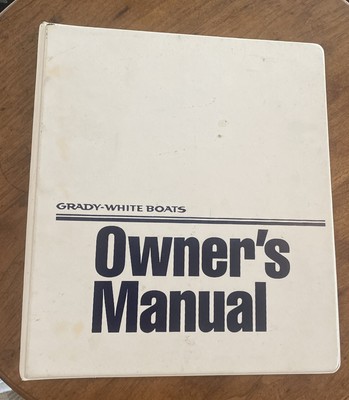 GRADY-WHITE BOATS
Owner's
Manual